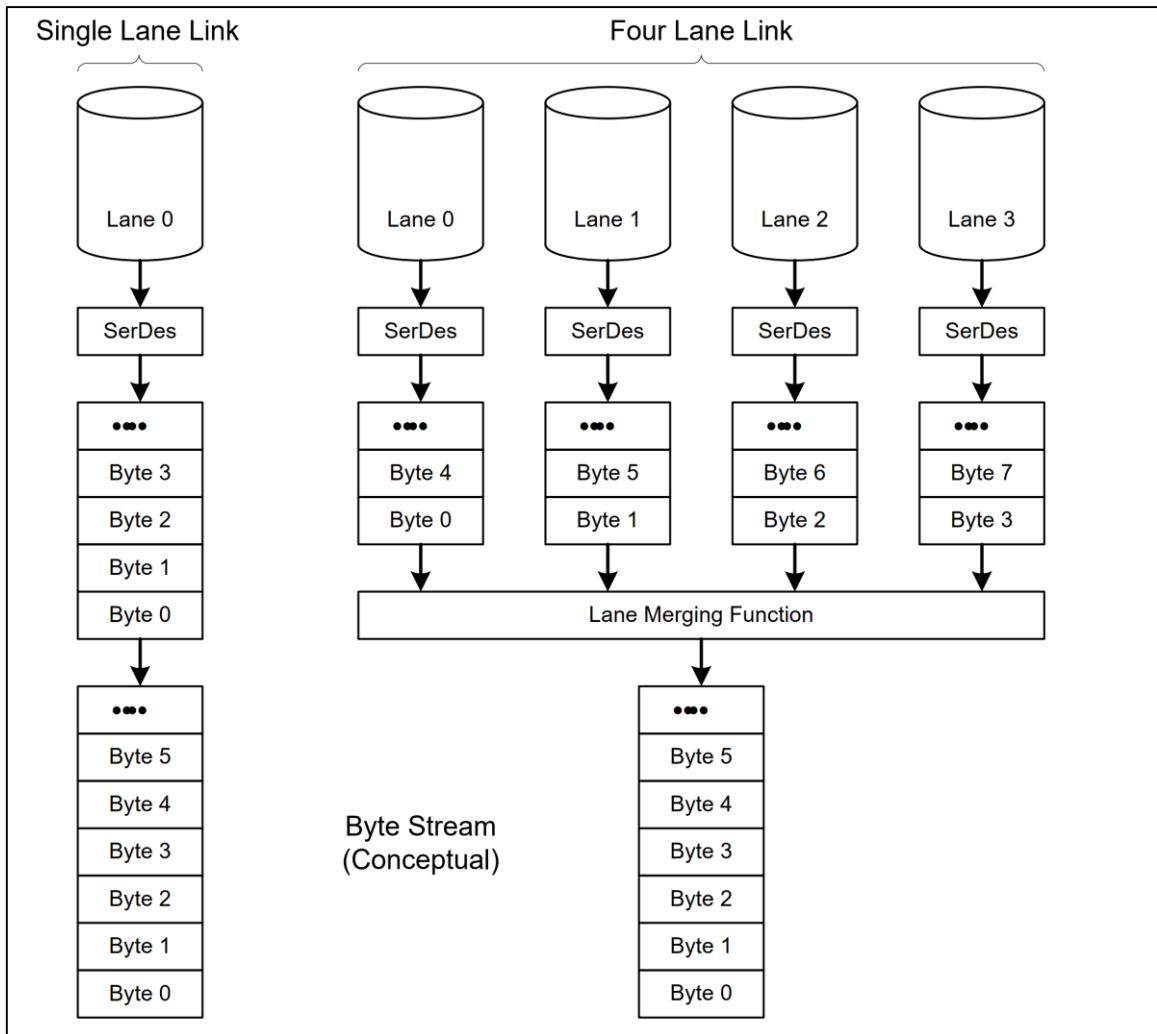 Single Lane Link
Four Lane Link
Lane 0
Lane 0
Lane 1
Lane 2
Lane 3
SerDes
SerDes
SerDes
SerDes
SerDes
••••
••••
••••
••••
••••
Byte 3
Byte 4
Byte 5
Byte 6
Byte 7
Byte 2
Byte 0
Byte 1
Byte 2
Byte 3
Byte 1
Byte 0
Lane Merging Function
••••
••••
Byte 5
Byte 5
Byte 4
Byte 4
Byte Stream
(Conceptual)
Byte 3
Byte 3
Byte 2
Byte 2
Byte 1
Byte 1
Byte 0
Byte 0